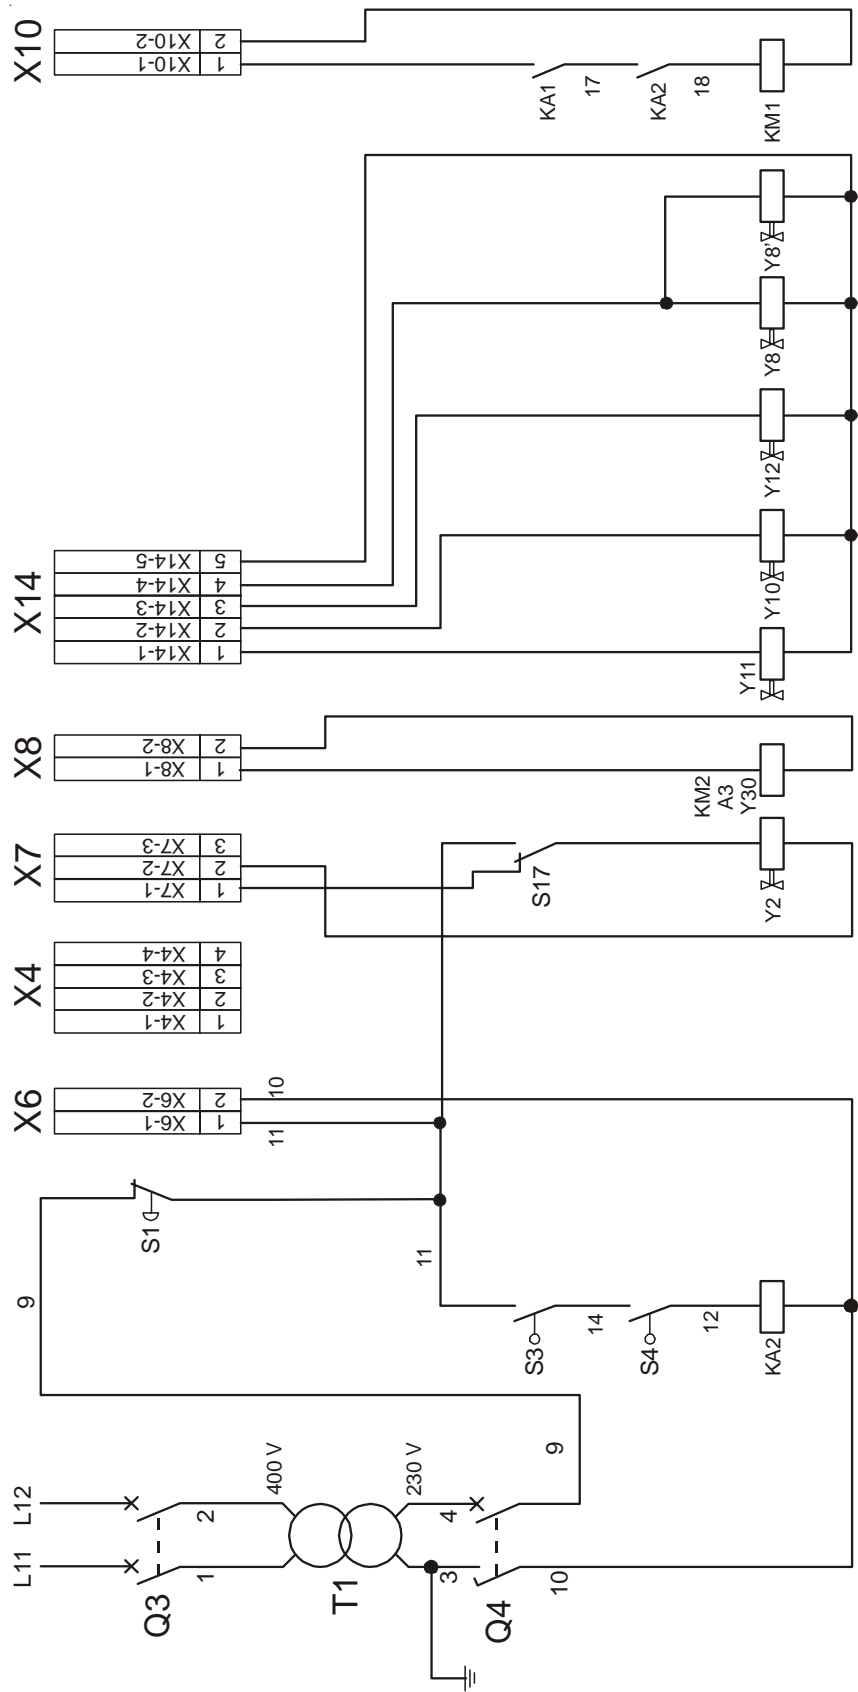 X10
X10-2 2
X10-1 1
KA1
17
KA2
18
KM1
X14
X14-5 5
X14-4 4
X14-3 3
X14-2 2
X14-1 1
Y8'
Y8
Y12
Y10
Y11
X8
X8-2 2
X8-1 1
KM2
A3
Y30
X7
X7-3 3
X7-2 2
X7-1 1
S17
Y2
X4
X4-4 4
X4-3 3
X4-2 2
X4-1 1
X6
X6-2 2
X6-1 1
10
11
S1
9
11
S3
14
S4
12
KA2
L12
L11
Q3
2
1
400 V
T1
230 V
4
3
Q4
9
10